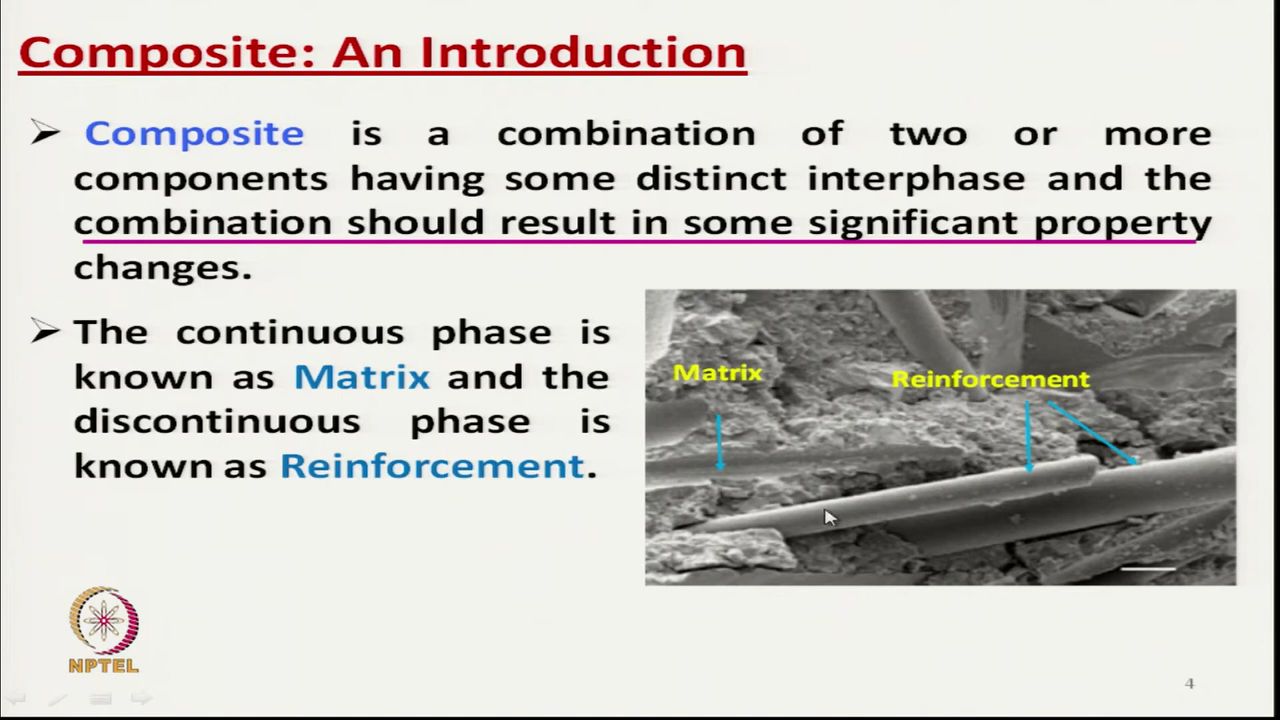 Composite: An Introduction
Composite is a combination of two or more
components having some distinct interphase and the
combination should result in some significant property
changes.
The continuous phase is
known as Matrix and the
discontinuous phase is
known as Reinforcement.
Matrix
Reinforcement
NPTEL
4